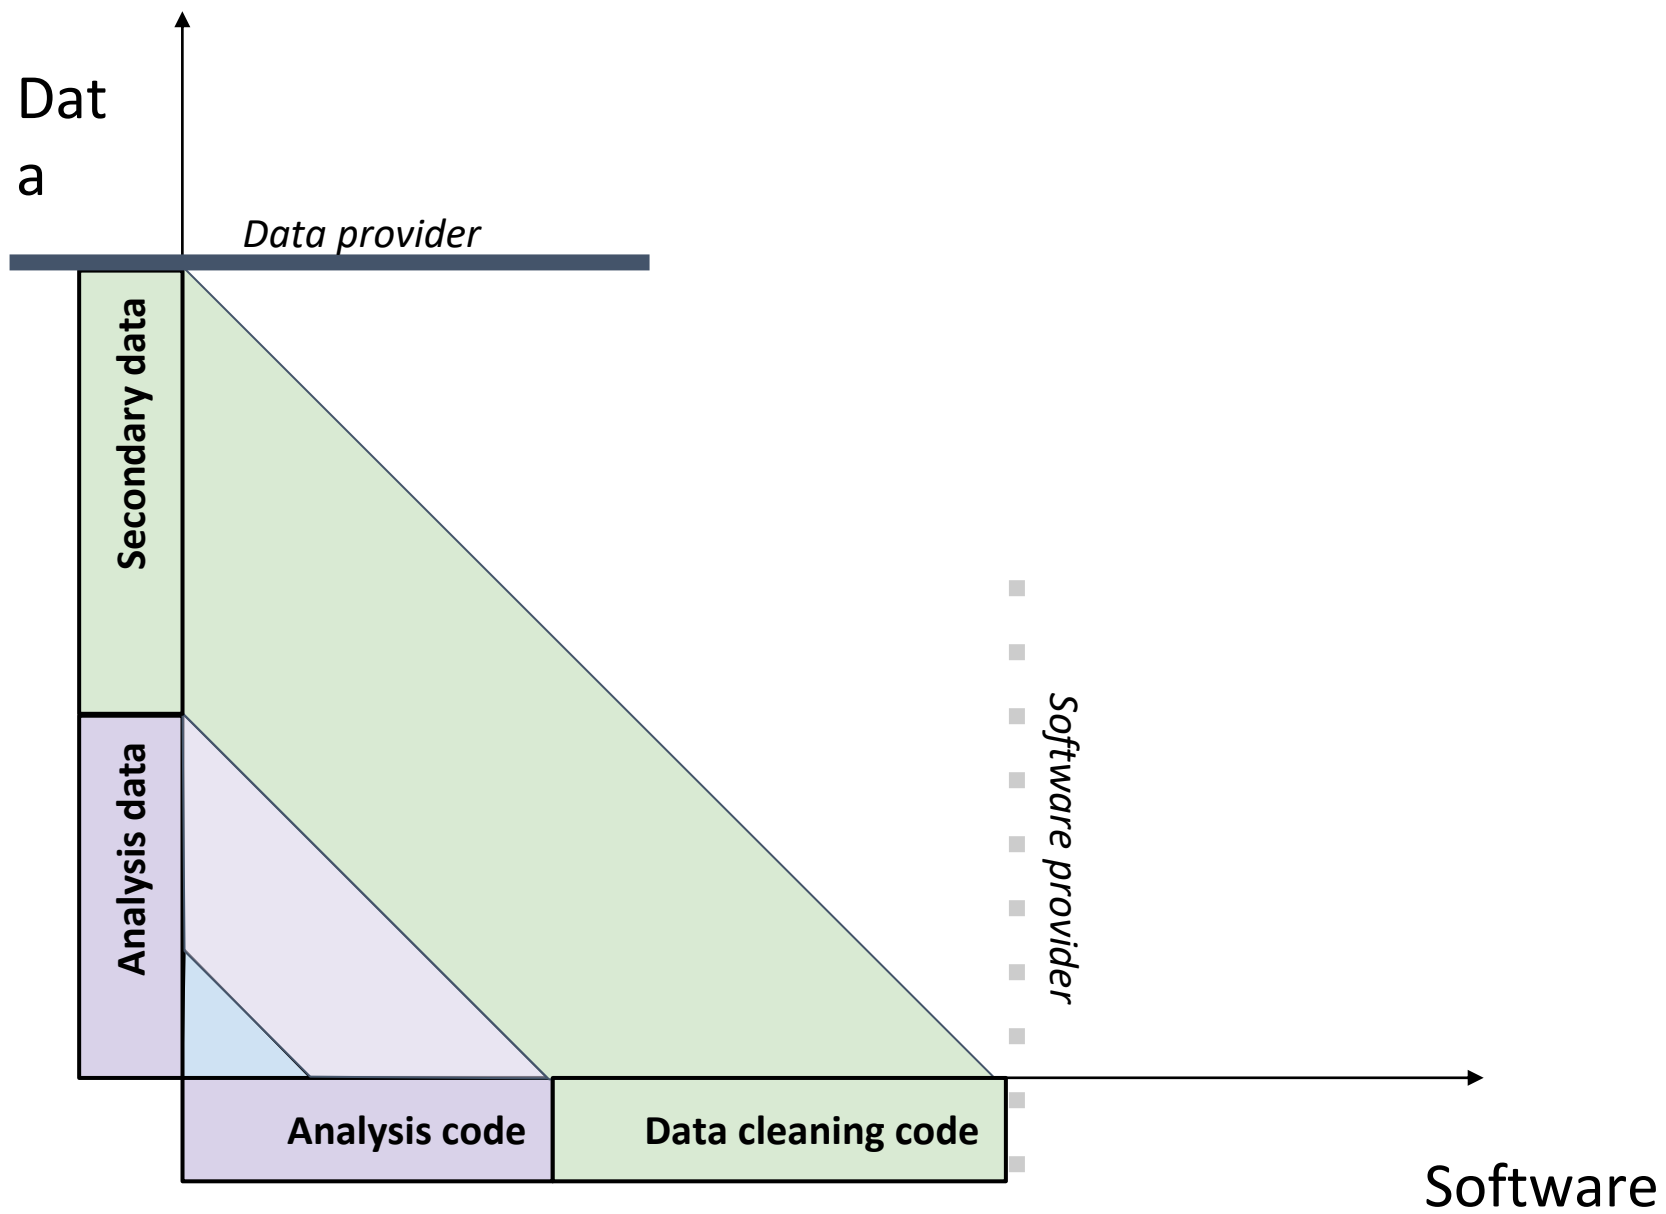 Dat
a
Data provider
Secondary data
Analysis data
Software provider
Analysis code
Data cleaning code
Software